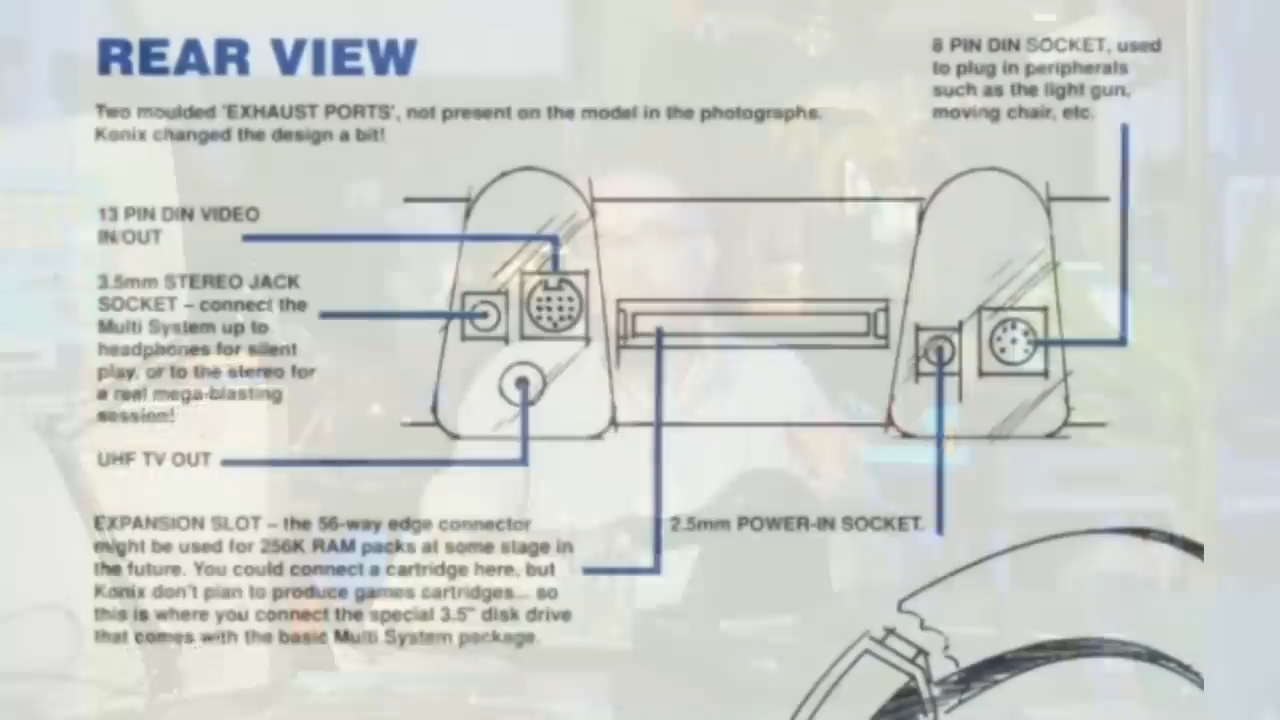 REAR VIEW
Two moulded 'EXHAUST PORTS', not present on the model in the photographs.
Konix changed the design a bit!
8 PIN DIN SOCKET, used
to plug in peripherals
such as the light gun,
moving chair, etc.
13 PIN DIN VIDEO
IN/OUT
3.5mm STEREO JACK
SOCKET – connect the
Multi System up to
headphones for silent
play, or to the stereo for
a real mega-blasting
session!
UHF TV OUT
EXPANSION SLOT – the 56-way edge connector
might be used for 256K RAM packs at some stage in
the future. You could connect a cartridge here, but
Konix don't plan to produce games cartridges... so
this is where you connect the special 3.5" disk drive
that comes with the basic Multi System package.
2.5mm POWER-IN SOCKET.